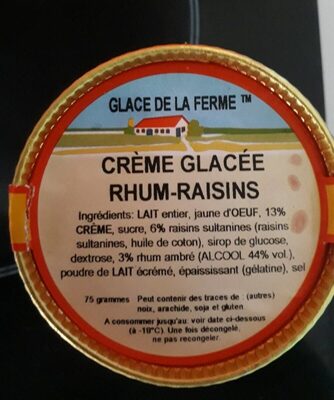 GLACE DE LA FERME ™
CRÈME GLACÉE
RHUM-RAISINS
Ingrédients: LAIT entier, jaune d'OEUF, 13%
CRÈME, sucre, 6% raisins sultanines (raisins
sultanines, huile de coton), sirop de glucose,
dextrose, 3% rhum ambré (ALCOOL 44% vol.),
poudre de LAIT écrémé, épaississant (gélatine), sel
75 grammes Peut contenir des traces de : (autres)
noix, arachide, soja et gluten
A consommer jusqu'au: voir date ci-dessous
(à -18°C). Une fois décongelé,
ne pas recongeler.